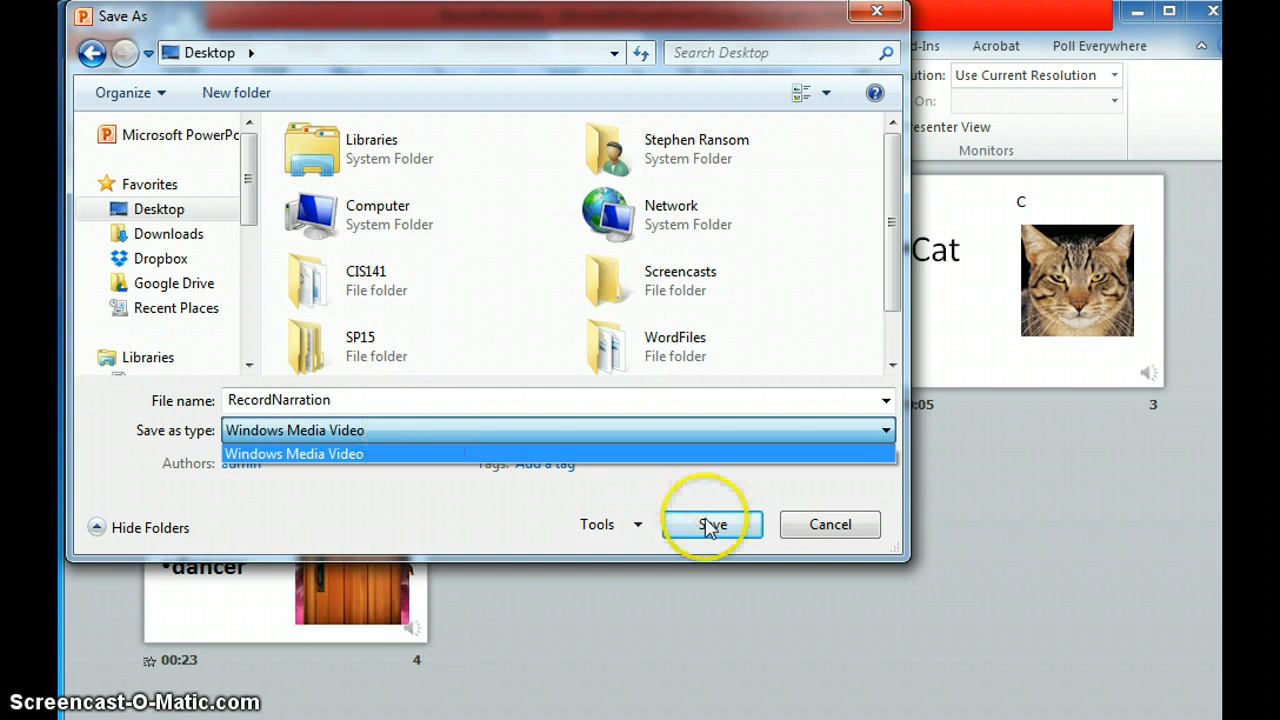 Save As
Desktop
Search Desktop
d-Ins Acrobat Poll Everywhere
Organize New folder
ution: Use Current Resolution
On:
resenter View
Monitors
Microsoft PowerPo
Favorites
Desktop
Downloads
Dropbox
Google Drive
Recent Places
Libraries
Libraries
System Folder
Stephen Ransom
System Folder
Computer
System Folder
Network
System Folder
CIS141
File folder
Screencasts
File folder
SP15
File folder
WordFiles
File folder
C
Cat
:05 3
File name: RecordNarration
Save as type: Windows Media Video
Windows Media Video
Authors: admin Tags: Add a tag
Hide Folders Tools Save Cancel
•dancer
00:23 4
Screencast-O-Matic.com